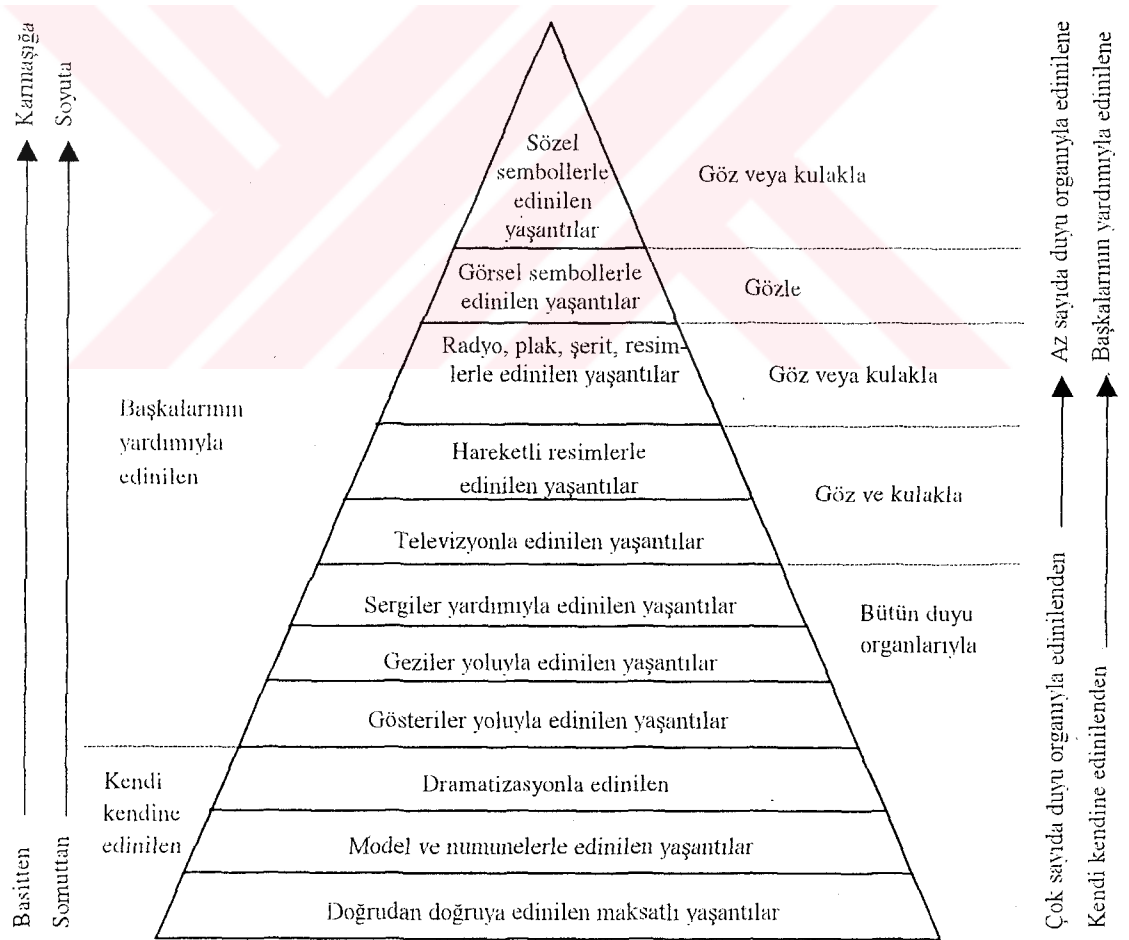 Karmaşığa
Soyuta
Basitten
Somuttan
Başkalarının
yardımıyla
edinilen
Kendi
kendine
edinilen
Sözel
sembollerle
edinilen
yaşantılar
Görsel sembollerle
edinilen yaşantılar
Radyo, plak, şerit, resim-
lerle edinilen yaşantılar
Hareketli resimlerle
edinilen yaşantılar
Televizyonla edinilen yaşantılar
Sergiler yardımıyla edinilen yaşantılar
Geziler yoluyla edinilen yaşantılar
Gösteriler yoluyla edinilen yaşantılar
Dramatizasyonla edinilen
Model ve numunelerle edinilen yaşantılar
Doğrudan doğruya edinilen maksatlı yaşantılar
Göz veya kulakla
Gözle
Göz veya kulakla
Göz ve kulakla
Bütün duyu
organlarıyla
Az sayıda duyu organıyla edinilene
Başkalarının yardımıyla edinilene
Çok sayıda duyu organıyla edinilenden
Kendi kendine edinilenden